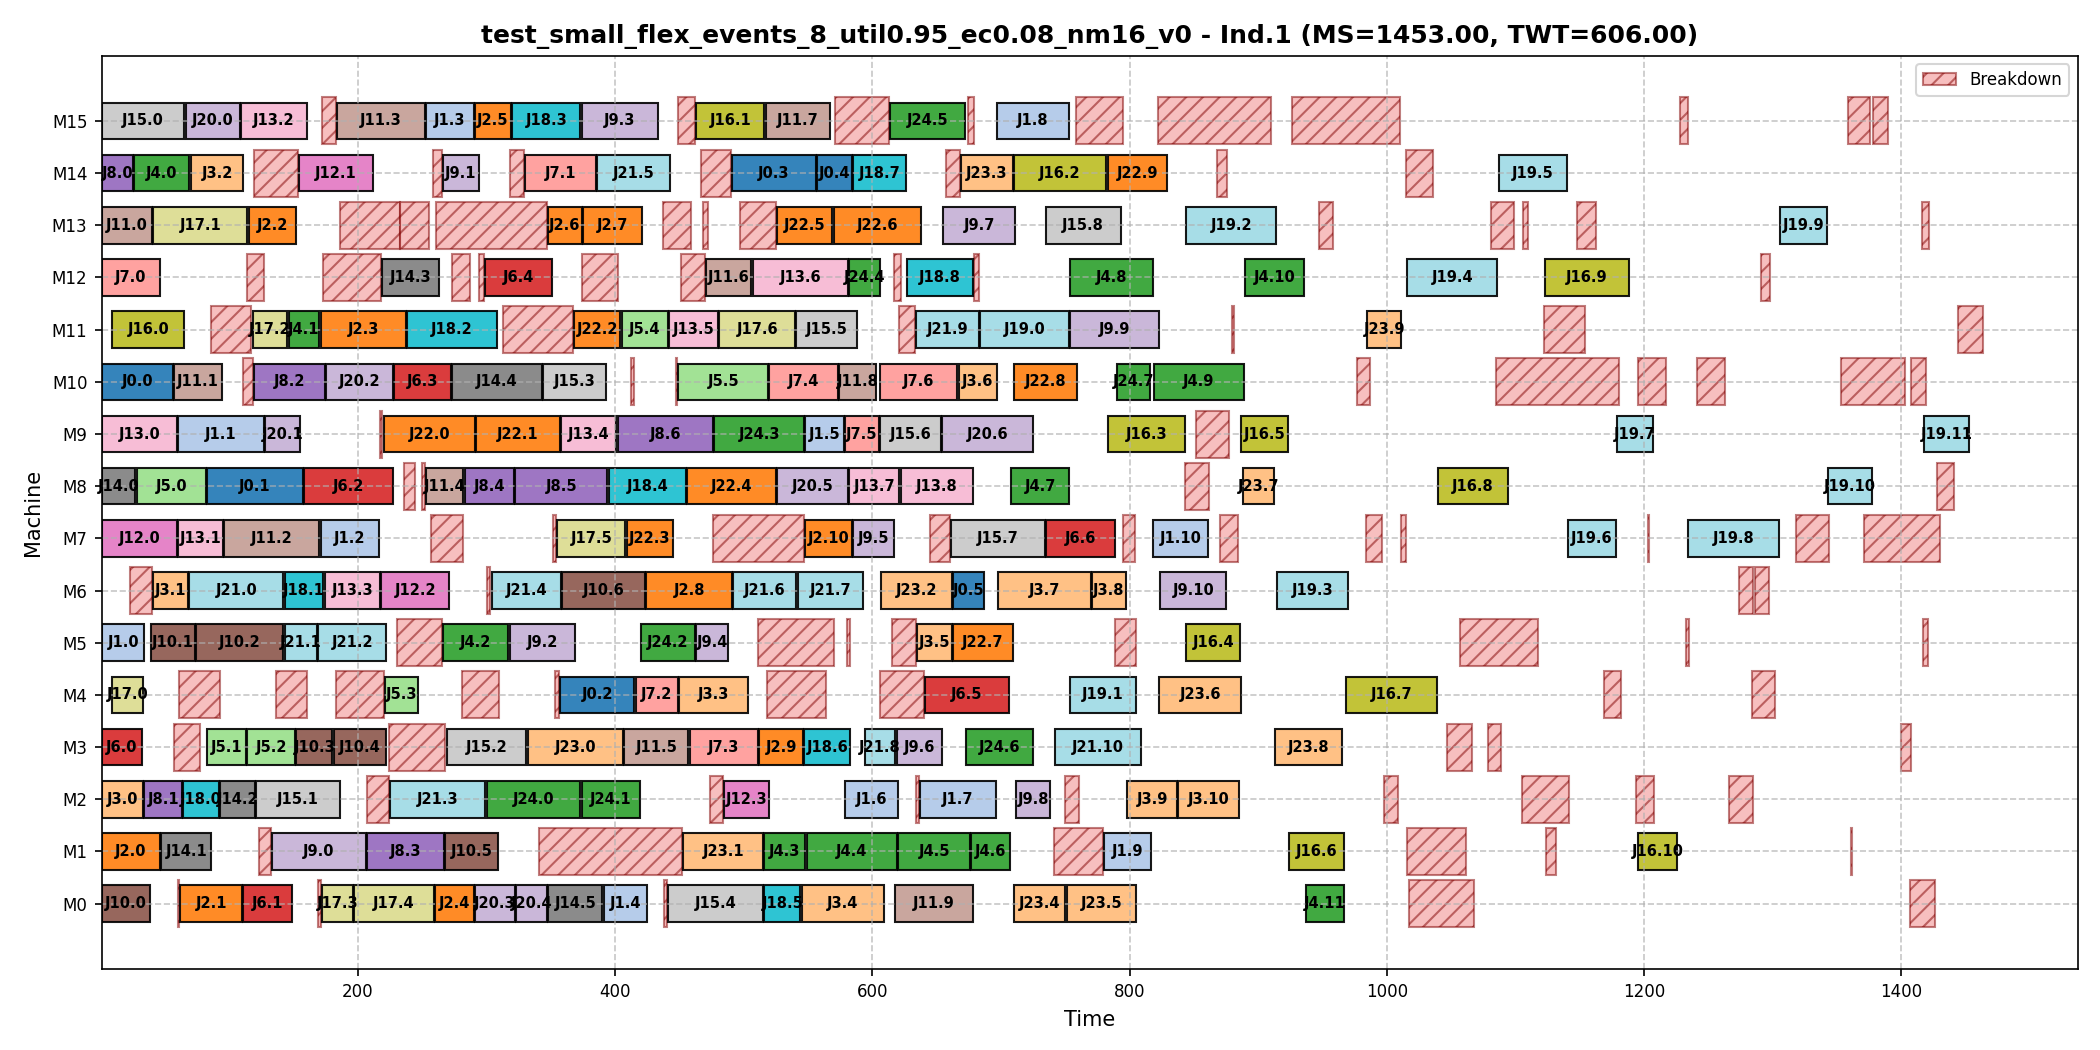 test_small_flex_events_8_util0.95_ec0.08_nm16_v0 - Ind.1 (MS=1453.00, TWT=606.00)
Breakdown
M15 J15.0 J20.0 J13.2 J11.3 J1.3 J2.5 J18.3 J9.3 J16.1 J11.7 J24.5 J1.8
M14 J8.0 J4.0 J3.2 J12.1 J9.1 J7.1 J21.5 J0.3 J0.4 J18.7 J23.3 J16.2 J22.9 J19.5
M13 J11.0 J17.1 J2.2 J2.6 J2.7 J22.5 J22.6 J9.7 J15.8 J19.2 J19.9
M12 J7.0 J14.3 J6.4 J11.6 J13.6 J24.4 J18.8 J4.8 J4.10 J19.4 J16.9
M11 J16.0 J17.2 J4.1 J2.3 J18.2 J22.2 J5.4 J13.5 J17.6 J15.5 J21.9 J19.0 J9.9 J23.9
M10 J0.0 J11.1 J8.2 J20.2 J6.3 J14.4 J15.3 J5.5 J7.4 J11.8 J7.6 J3.6 J22.8 J24.7 J4.9
M9 J13.0 J1.1 J20.1 J22.0 J22.1 J13.4 J8.6 J24.3 J1.5 J7.5 J15.6 J20.6 J16.3 J16.5 J19.7 J19.11
M8 J14.0 J5.0 J0.1 J6.2 J11.4 J8.4 J8.5 J18.4 J22.4 J20.5 J13.7 J13.8 J4.7 J23.7 J16.8 J19.10
M7 J12.0 J13.1 J11.2 J1.2 J17.5 J22.3 J2.10 J9.5 J15.7 J6.6 J1.10 J19.6 J19.8
M6 J3.1 J21.0 J18.1 J13.3 J12.2 J21.4 J10.6 J2.8 J21.6 J21.7 J23.2 J0.5 J3.7 J3.8 J9.10 J19.3
M5 J1.0 J10.1 J10.2 J21.1 J21.2 J4.2 J9.2 J24.2 J9.4 J3.5 J22.7 J16.4
M4 J17.0 J5.3 J0.2 J7.2 J3.3 J6.5 J19.1 J23.6 J16.7
M3 J6.0 J5.1 J5.2 J10.3 J10.4 J15.2 J23.0 J11.5 J7.3 J2.9 J18.6 J21.8 J9.6 J24.6 J21.10 J23.8
M2 J3.0 J8.1 J18.0 J14.2 J15.1 J21.3 J24.0 J24.1 J12.3 J1.6 J1.7 J9.8 J3.9 J3.10
M1 J2.0 J14.1 J9.0 J8.3 J10.5 J23.1 J4.3 J4.4 J4.5 J4.6 J1.9 J16.6 J16.10
M0 J10.0 J2.1 J6.1 J17.3 J17.4 J2.4 J20.3 J20.4 J14.5 J1.4 J15.4 J18.5 J3.4 J11.9 J23.4 J23.5 J4.11
Machine
200 400 600 800 1000 1200 1400
Time